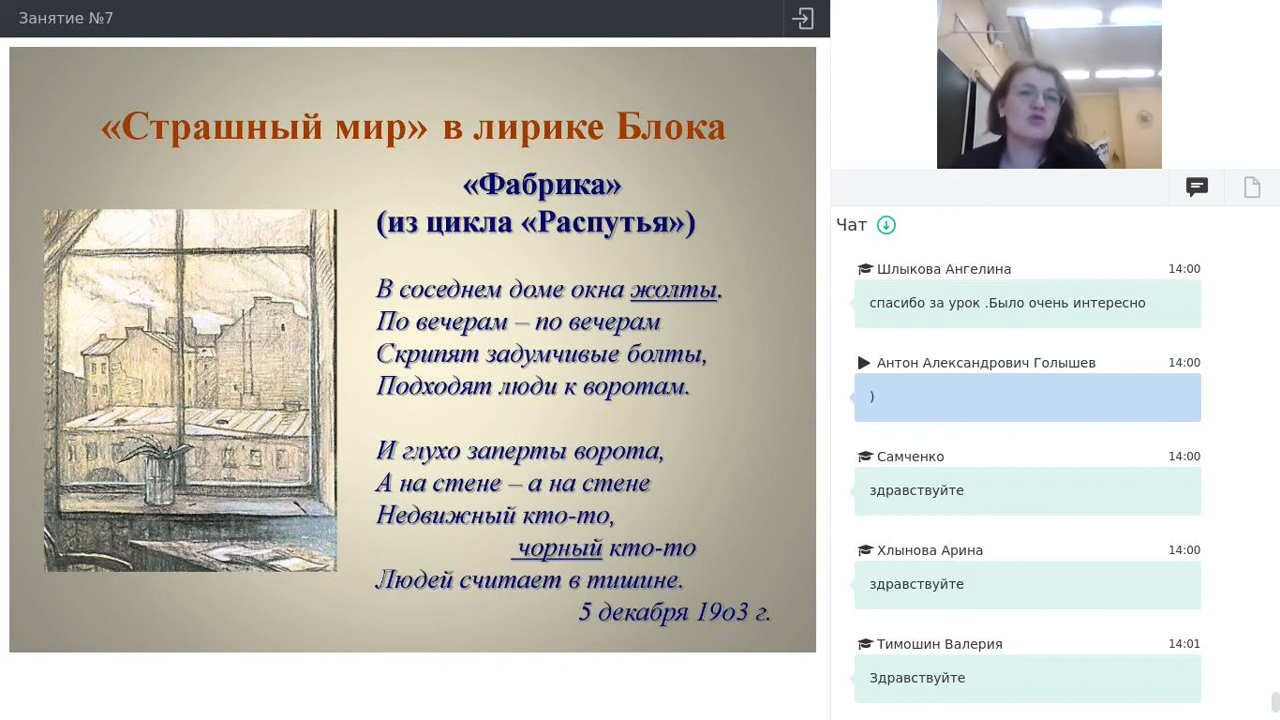 Занятие №7
«Страшный мир» в лирике Блока
«Фабрика»
(из цикла «Распутья»)
В соседнем доме окна жолты.
По вечерам – по вечерам
Скрипят задумчивые болты,
Подходят люди к воротам.
И глухо заперты ворота,
А на стене – а на стене
Недвижный кто-то,
чорный кто-то
Людей считает в тишине.
5 декабря 19о3 г.
Чат
Шлыкова Ангелина 14:00
спасибо за урок .Было очень интересно
Антон Александрович Голышев 14:00
)
Самченко 14:00
здравствуйте
Хлынова Арина 14:00
здравствуйте
Тимошин Валерия 14:01
Здравствуйте